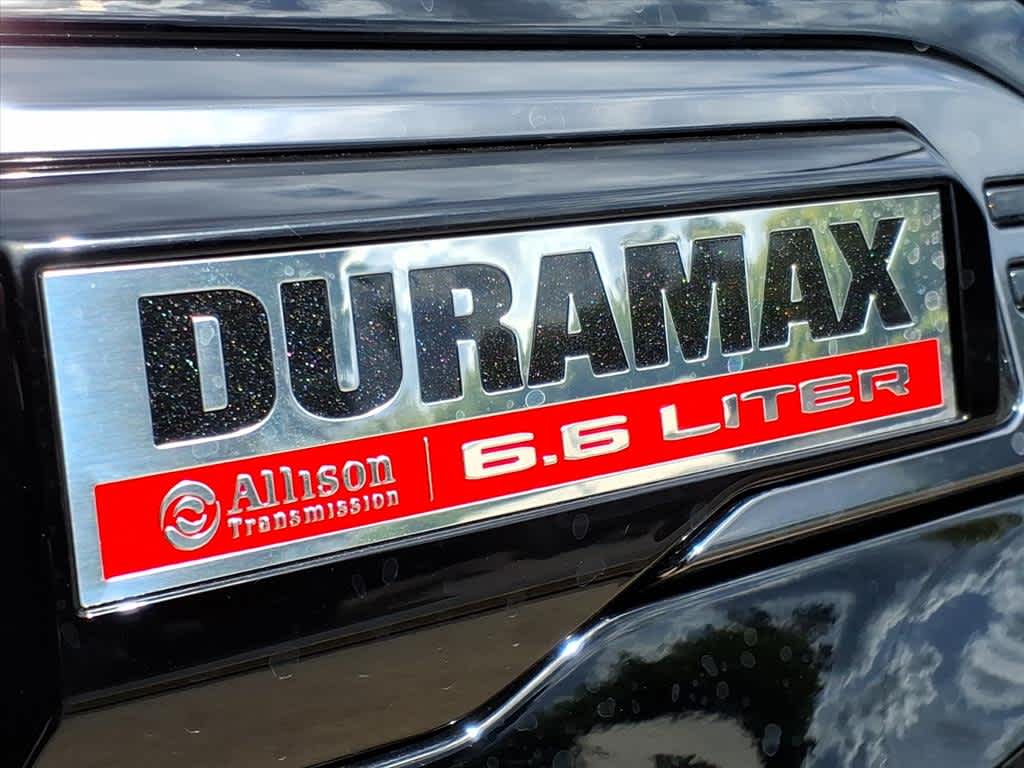 DURAMAX
Allison
Transmission
6.6 LITER